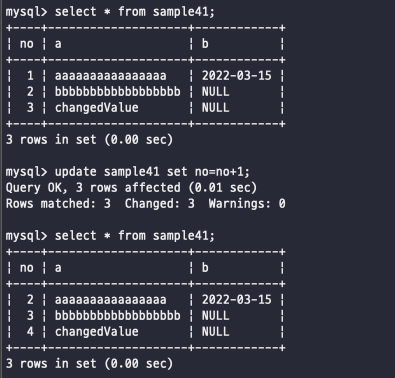 mysql> select * from sample41;
+----+------------------+------------+
| no | a                | b          |
+----+------------------+------------+
|  1 | aaaaaaaaaaaaaaaa | 2022-03-15 |
|  2 | bbbbbbbbbbbbbbbbbb | NULL       |
|  3 | changedValue     | NULL       |
+----+------------------+------------+
3 rows in set (0.00 sec)
mysql> update sample41 set no=no+1;
Query OK, 3 rows affected (0.01 sec)
Rows matched: 3  Changed: 3  Warnings: 0
mysql> select * from sample41;
+----+------------------+------------+
| no | a                | b          |
+----+------------------+------------+
|  2 | aaaaaaaaaaaaaaaa | 2022-03-15 |
|  3 | bbbbbbbbbbbbbbbbbb | NULL       |
|  4 | changedValue     | NULL       |
+----+------------------+------------+
3 rows in set (0.00 sec)